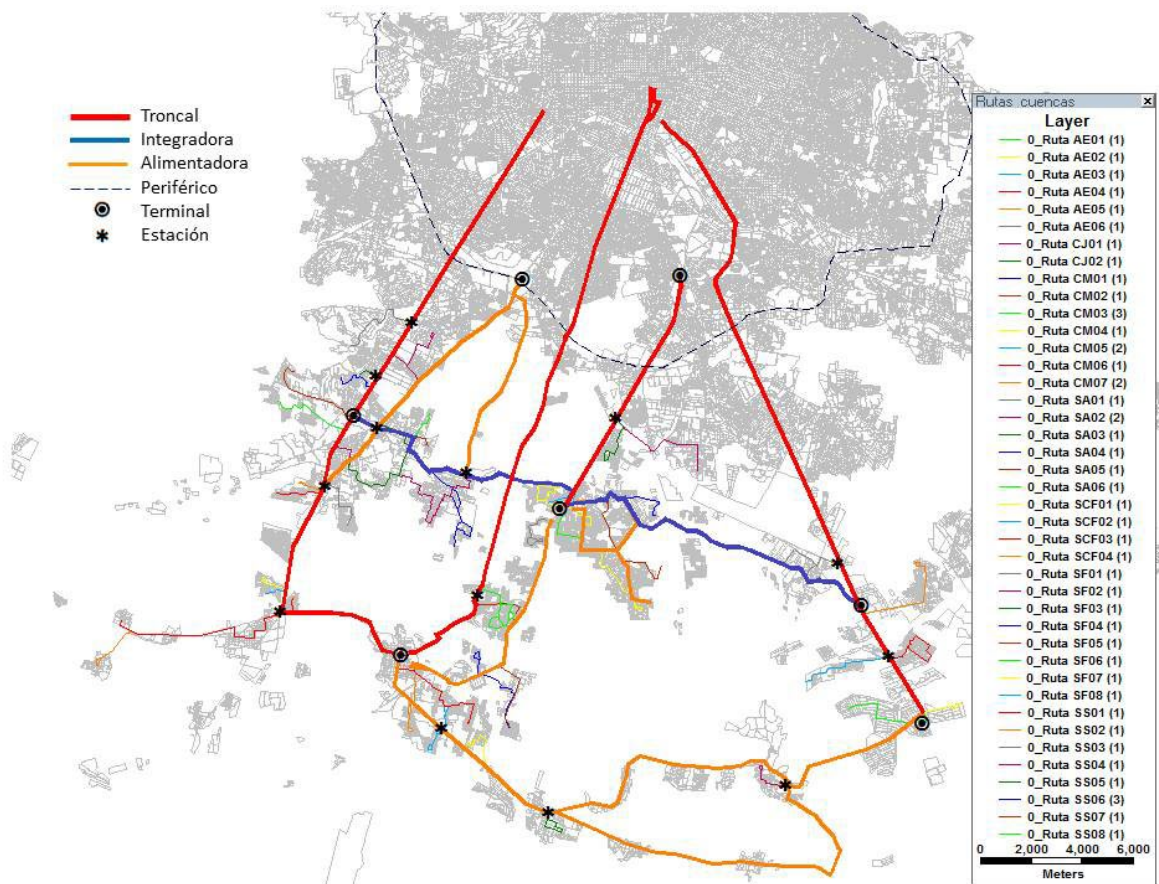 Troncal
Integradora
Alimentadora
Periférico
Terminal
Estación
Rutas cuencas
Layer
0_Ruta AE01 (1)
0_Ruta AE02 (1)
0_Ruta AE03 (1)
0_Ruta AE04 (1)
0_Ruta AE05 (1)
0_Ruta AE06 (1)
0_Ruta CJ01 (1)
0_Ruta CJ02 (1)
0_Ruta CM01 (1)
0_Ruta CM02 (1)
0_Ruta CM03 (3)
0_Ruta CM04 (1)
0_Ruta CM05 (2)
0_Ruta CM06 (1)
0_Ruta CM07 (2)
0_Ruta SA01 (1)
0_Ruta SA02 (2)
0_Ruta SA03 (1)
0_Ruta SA04 (1)
0_Ruta SA05 (1)
0_Ruta SA06 (1)
0_Ruta SCF01 (1)
0_Ruta SCF02 (1)
0_Ruta SCF03 (1)
0_Ruta SCF04 (1)
0_Ruta SF01 (1)
0_Ruta SF02 (1)
0_Ruta SF03 (1)
0_Ruta SF04 (1)
0_Ruta SF05 (1)
0_Ruta SF06 (1)
0_Ruta SF07 (1)
0_Ruta SF08 (1)
0_Ruta SS01 (1)
0_Ruta SS02 (1)
0_Ruta SS03 (1)
0_Ruta SS04 (1)
0_Ruta SS05 (1)
0_Ruta SS06 (3)
0_Ruta SS07 (1)
0_Ruta SS08 (1)
0 2,000 4,000 6,000
Meters